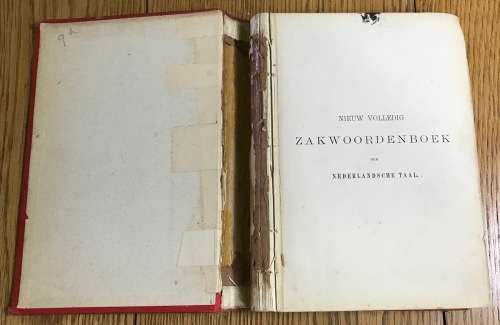 NIEUW VOLLEDIG
ZAKWOORDENBOEK
DER
NEDERLANDSCHE TAAL.